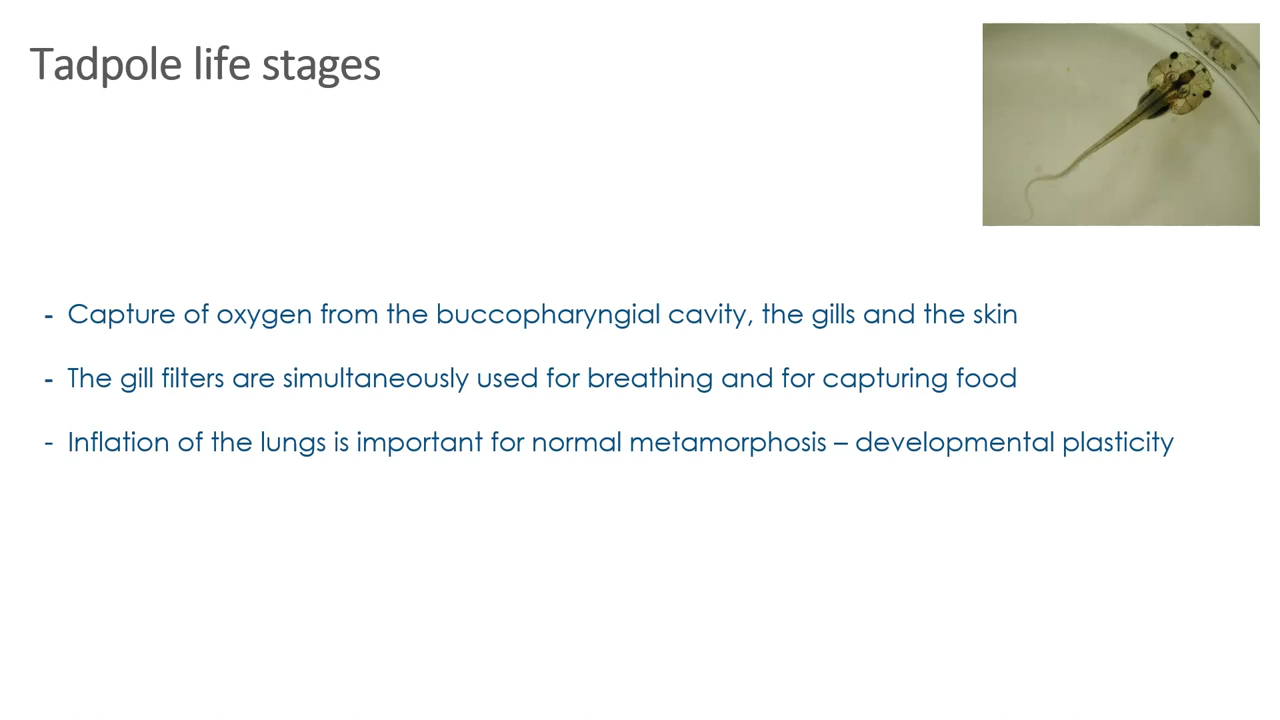 Tadpole life stages
- Capture of oxygen from the buccopharyngial cavity, the gills and the skin
- The gill filters are simultaneously used for breathing and for capturing food
- Inflation of the lungs is important for normal metamorphosis – developmental plasticity